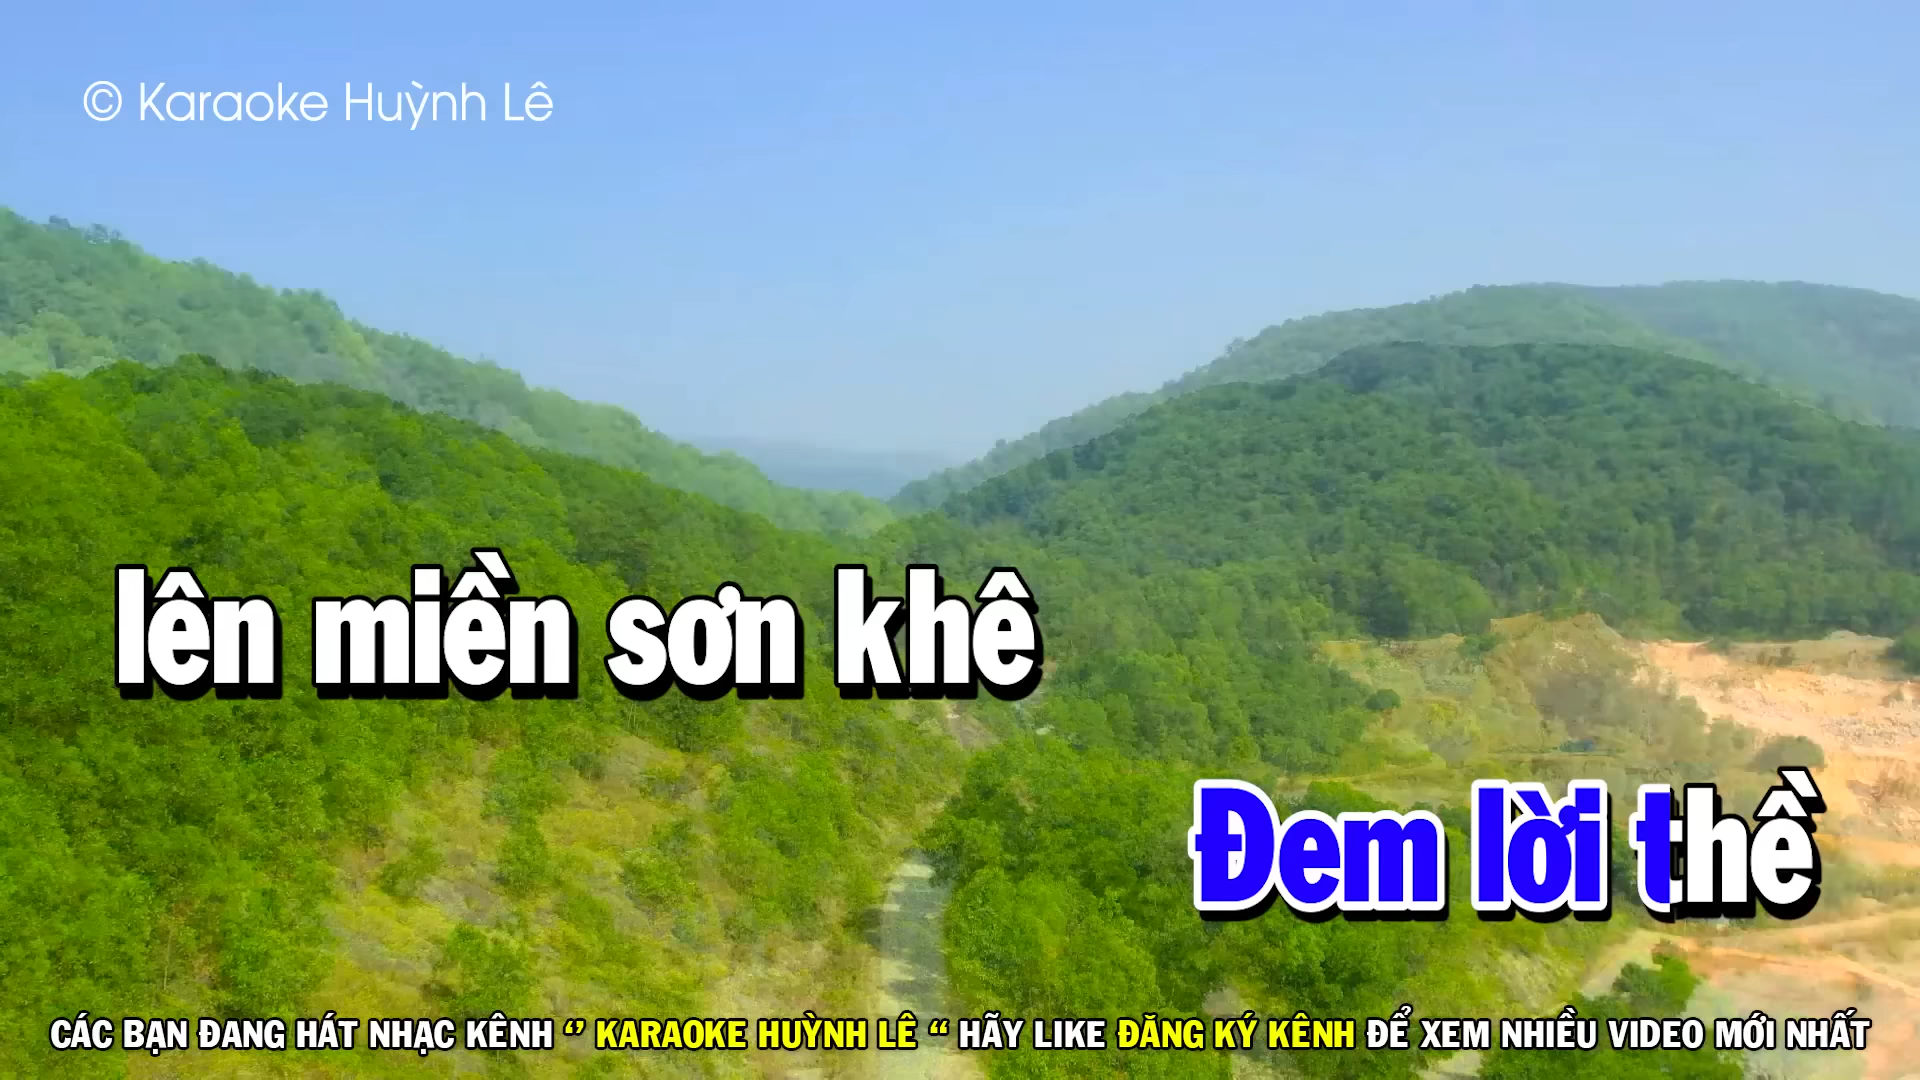 © Karaoke Huỳnh Lê
lên miền sơn khê
Đem lời thề
CÁC BẠN ĐANG HÁT NHẠC KÊNH “ KARAOKE HUỲNH LÊ “ HÃY LIKE ĐĂNG KÝ KÊNH ĐỂ XEM NHIỀU VIDEO MỚI NHẤT